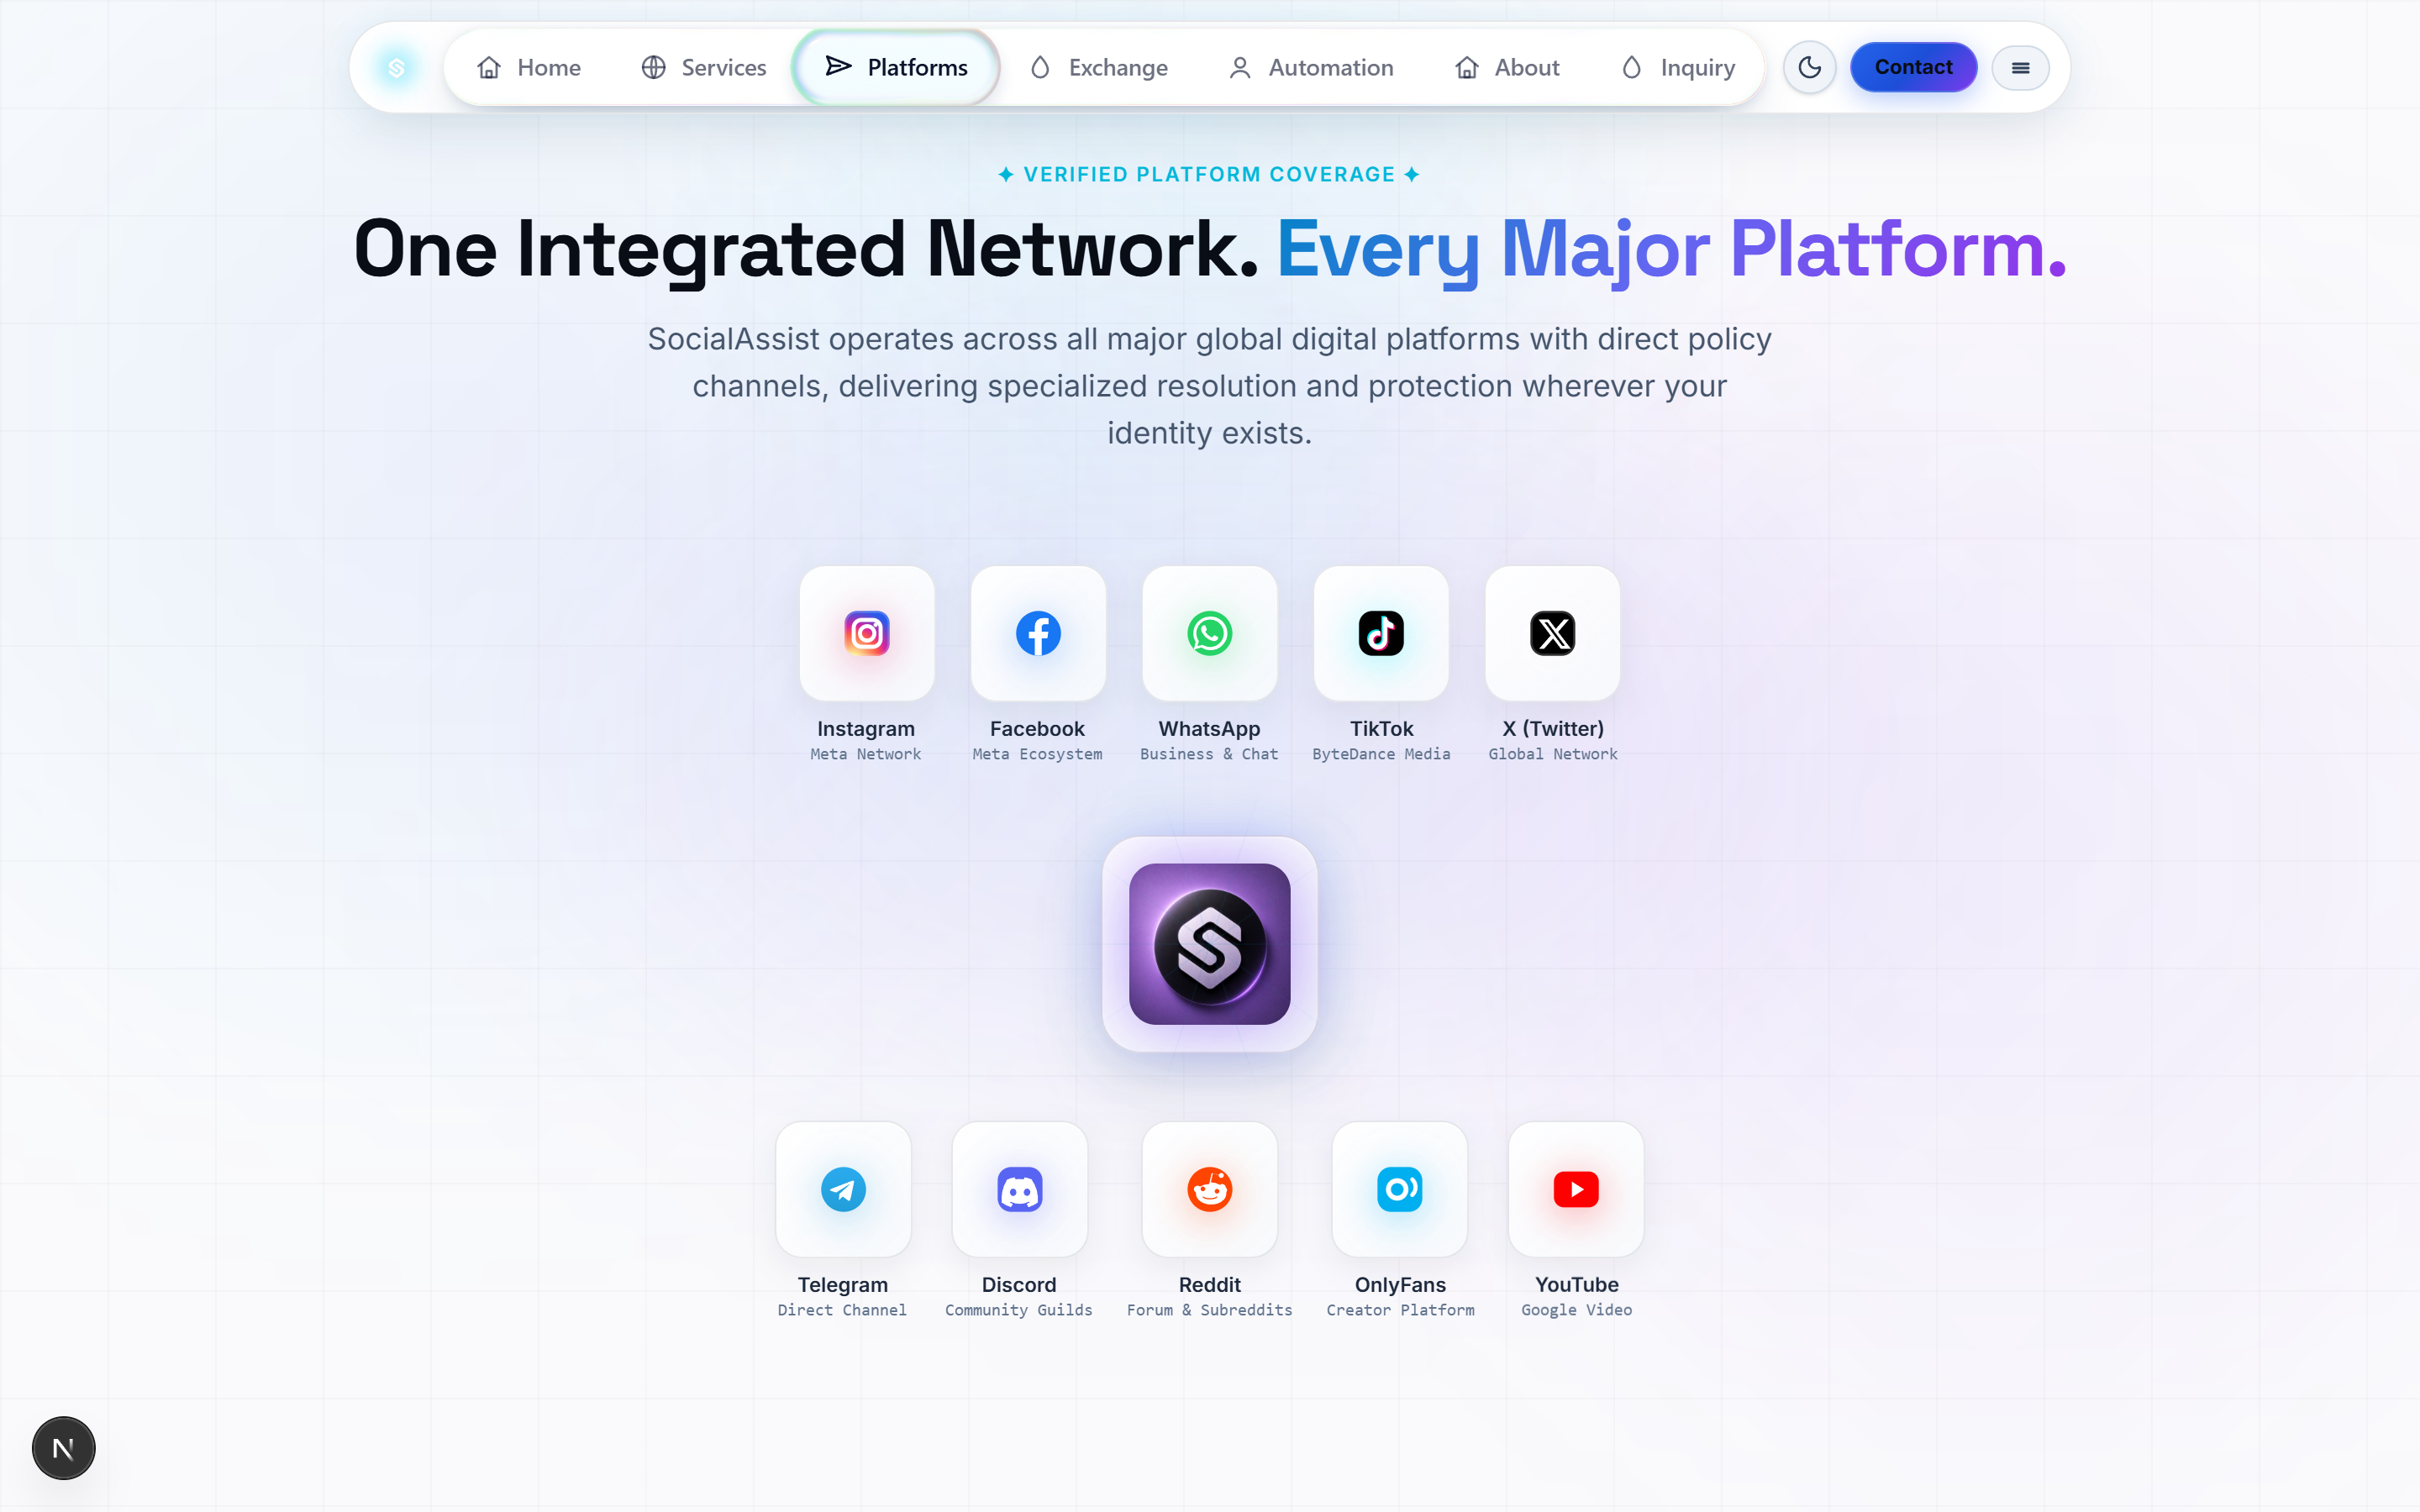 Home Services Platforms Exchange Automation About Inquiry Contact
✦ VERIFIED PLATFORM COVERAGE ✦
One Integrated Network. Every Major Platform.
SocialAssist operates across all major global digital platforms with direct policy
channels, delivering specialized resolution and protection wherever your
identity exists.
Instagram Facebook WhatsApp TikTok X (Twitter)
Meta Network Meta Ecosystem Business & Chat ByteDance Media Global Network
Telegram Discord Reddit OnlyFans YouTube
Direct Channel Community Guilds Forum & Subreddits Creator Platform Google Video
N